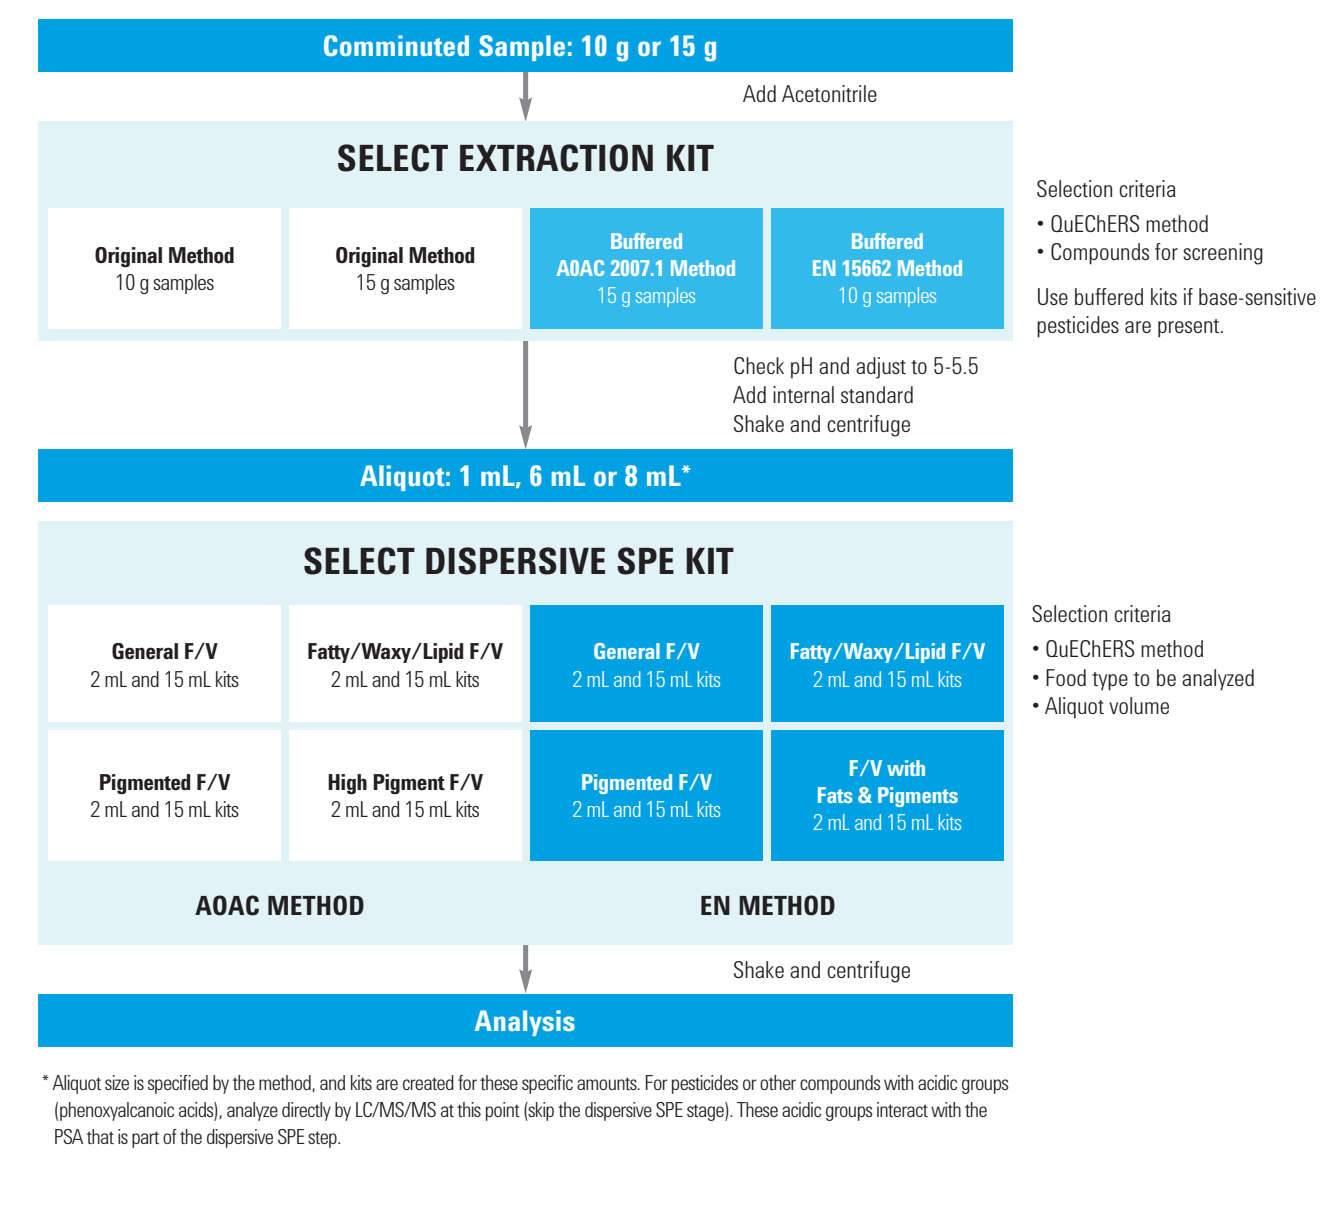 Comminuted Sample: 10 g or 15 g
Add Acetonitrile
SELECT EXTRACTION KIT
Original Method
10 g samples
Original Method
15 g samples
Buffered
A0AC 2007.1 Method
15 g samples
Buffered
EN 15662 Method
10 g samples
Selection criteria
• QuEChERS method
• Compounds for screening
Use buffered kits if base-sensitive
pesticides are present.
Check pH and adjust to 5-5.5
Add internal standard
Shake and centrifuge
Aliquot: 1 mL, 6 mL or 8 mL*
SELECT DISPERSIVE SPE KIT
General F/V
2 mL and 15 mL kits
Fatty/Waxy/Lipid F/V
2 mL and 15 mL kits
General F/V
2 mL and 15 mL kits
Fatty/Waxy/Lipid F/V
2 mL and 15 mL kits
Pigmented F/V
2 mL and 15 mL kits
High Pigment F/V
2 mL and 15 mL kits
Pigmented F/V
2 mL and 15 mL kits
F/V with
Fats & Pigments
2 mL and 15 mL kits
AOAC METHOD
EN METHOD
Selection criteria
• QuEChERS method
• Food type to be analyzed
• Aliquot volume
Shake and centrifuge
Analysis
* Aliquot size is specified by the method, and kits are created for these specific amounts. For pesticides or other compounds with acidic groups
(phenoxyalcanoic acids), analyze directly by LC/MS/MS at this point (skip the dispersive SPE stage). These acidic groups interact with the
PSA that is part of the dispersive SPE step.